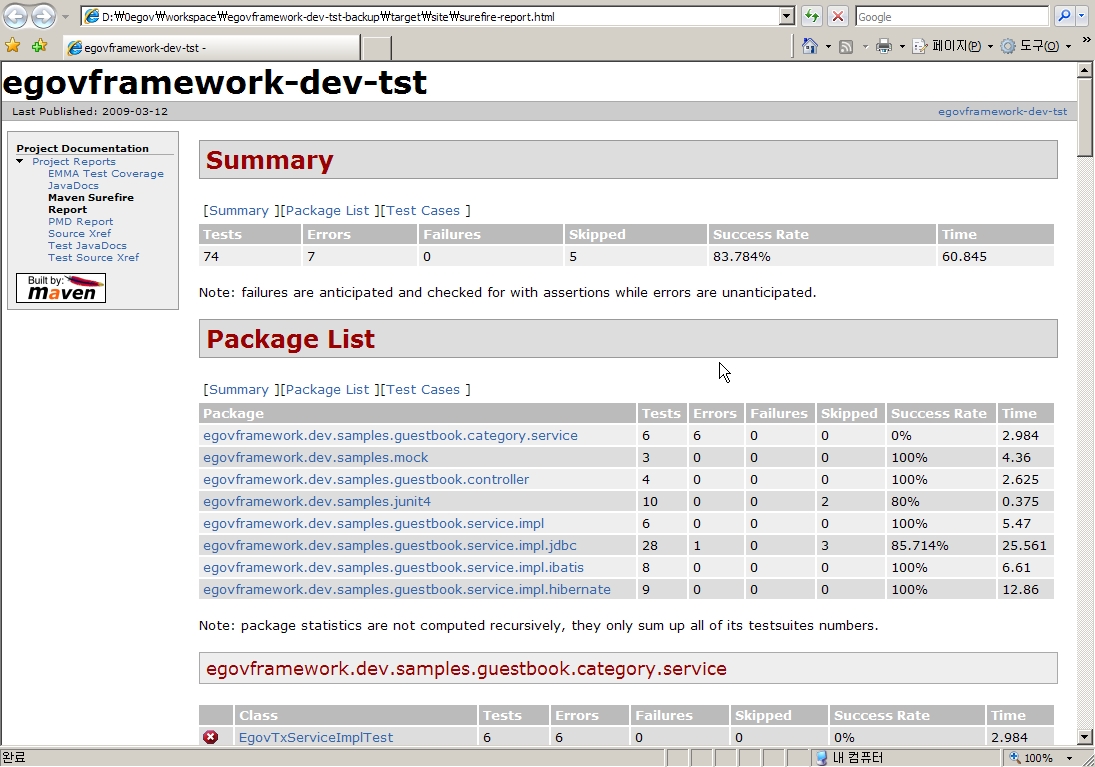 D:₩0egov₩workspace₩egovframework-dev-tst-backup₩target₩site₩surefire-report.html
Google
egovframework-dev-tst -
페이지(P)
도구(O)
»
egovframework-dev-tst
Last Published: 2009-03-12
egovframework-dev-tst
Project Documentation
Project Reports
EMMA Test Coverage
JavaDocs
Maven Surefire
Report
PMD Report
Source Xref
Test JavaDocs
Test Source Xref
Built by:
maven
Summary
[Summary ][Package List ][Test Cases ]
Tests Errors Failures Skipped Success Rate Time
74 7 0 5 83.784% 60.845
Note: failures are anticipated and checked for with assertions while errors are unanticipated.
Package List
[Summary ][Package List ][Test Cases ]
Package Tests Errors Failures Skipped Success Rate Time
egovframework.dev.samples.guestbook.category.service 6 6 0 0 0% 2.984
egovframework.dev.samples.mock 3 0 0 0 100% 4.36
egovframework.dev.samples.guestbook.controller 4 0 0 0 100% 2.625
egovframework.dev.samples.junit4 10 0 0 2 80% 0.375
egovframework.dev.samples.guestbook.service.impl 6 0 0 0 100% 5.47
egovframework.dev.samples.guestbook.service.impl.jdbc 28 1 0 3 85.714% 25.561
egovframework.dev.samples.guestbook.service.impl.ibatis 8 0 0 0 100% 6.61
egovframework.dev.samples.guestbook.service.impl.hibernate 9 0 0 0 100% 12.86
Note: package statistics are not computed recursively, they only sum up all of its testsuites numbers.
egovframework.dev.samples.guestbook.category.service
Class Tests Errors Failures Skipped Success Rate Time
EgovTxServiceImplTest 6 6 0 0 0% 2.984
완료
내 컴퓨터
100%